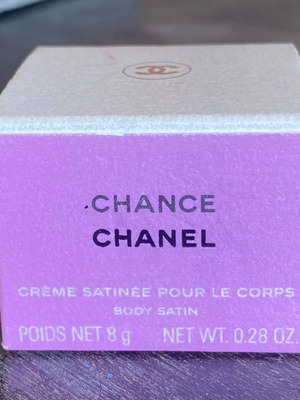 CHANCE
CHANEL
CRÈME SATINÉE POUR LE CORPS
BODY SATIN
POIDS NET 8 g NET WT. 0.28 OZ.